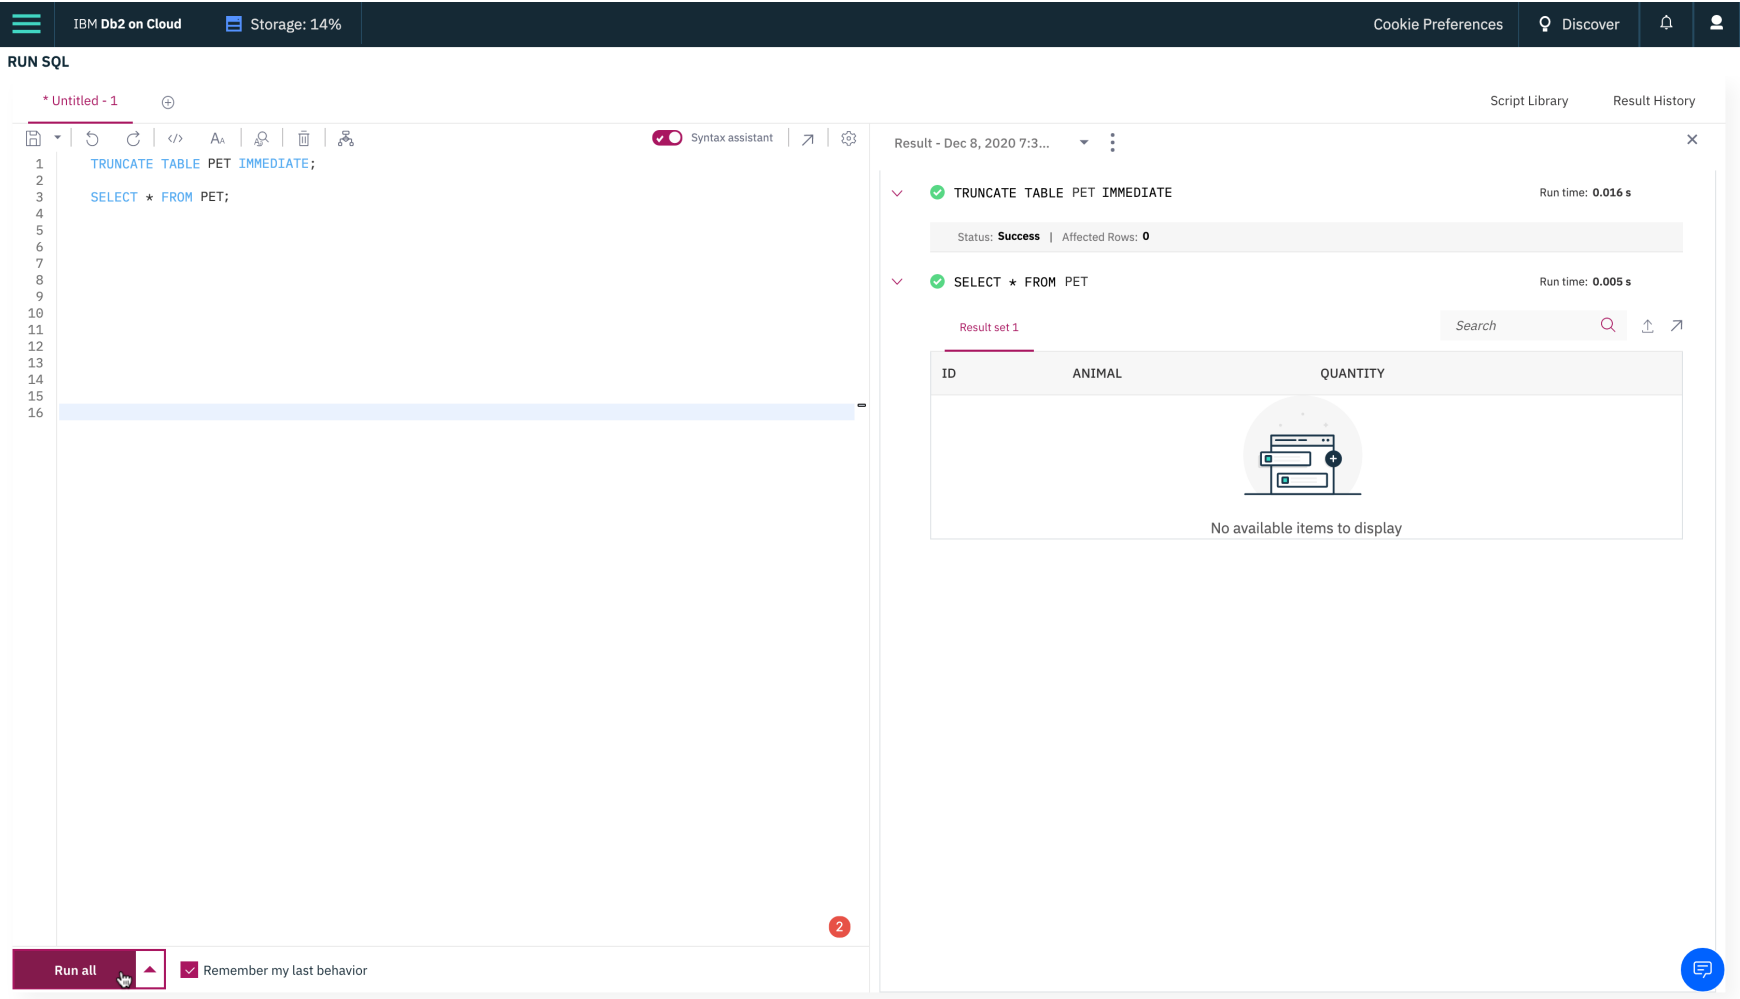 IBM Db2 on Cloud
Storage: 14%
Cookie Preferences
Discover
RUN SQL
* Untitled - 1
Script Library
Result History
Syntax assistant
Result - Dec 8, 2020 7:3...
1 TRUNCATE TABLE PET IMMEDIATE;
2
3 SELECT * FROM PET;
4
5
6
7
8
9
10
11
12
13
14
15
16
TRUNCATE TABLE PET IMMEDIATE
Run time: 0.016 s
Status: Success | Affected Rows: 0
SELECT * FROM PET
Run time: 0.005 s
Result set 1
Search
ID ANIMAL QUANTITY
No available items to display
2
Run all
Remember my last behavior